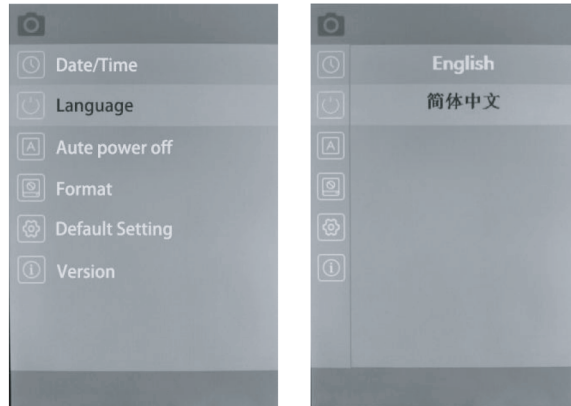 Date/Time
Language
Aute power off
Format
Default Setting
Version
English
简体中文